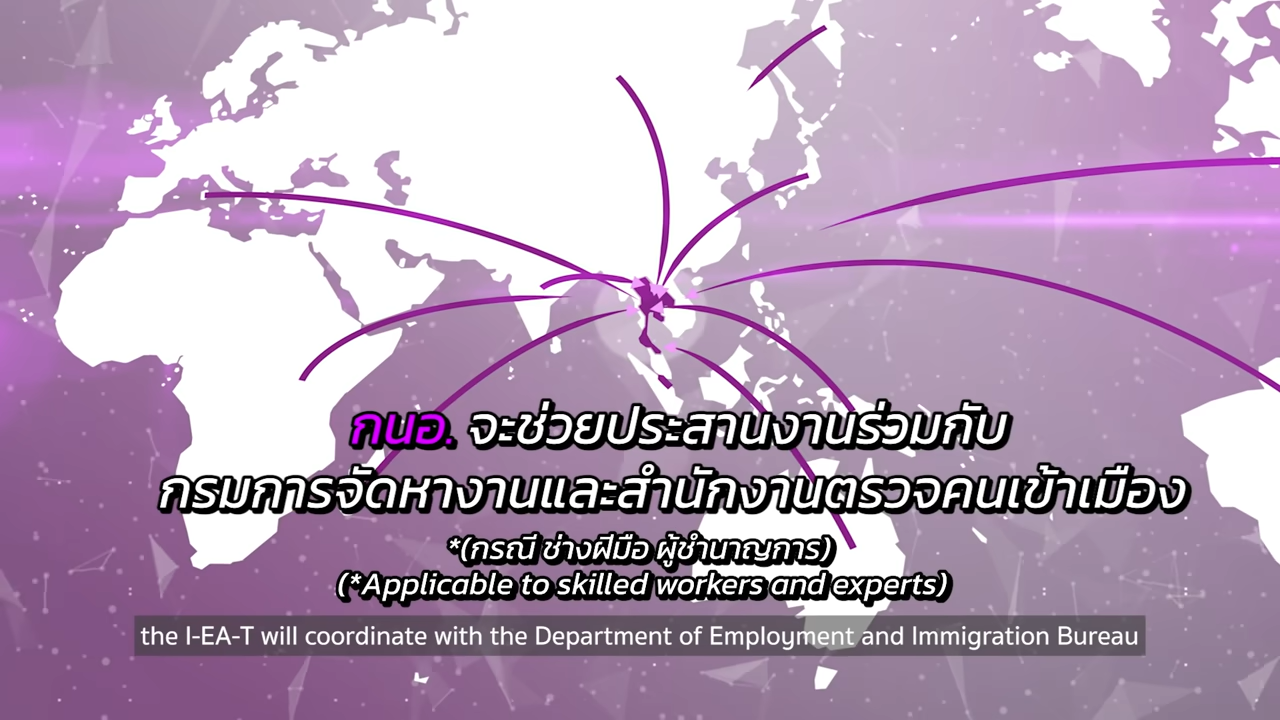 กนอ. จะช่วยประสานงานร่วมกับ
กรมการจัดหางานและสำนักงานตรวจคนเข้าเมือง
*(กรณี ช่างฝีมือ ผู้ชำนาญการ)
(*Applicable to skilled workers and experts)
the I-EA-T will coordinate with the Department of Employment and Immigration Bureau